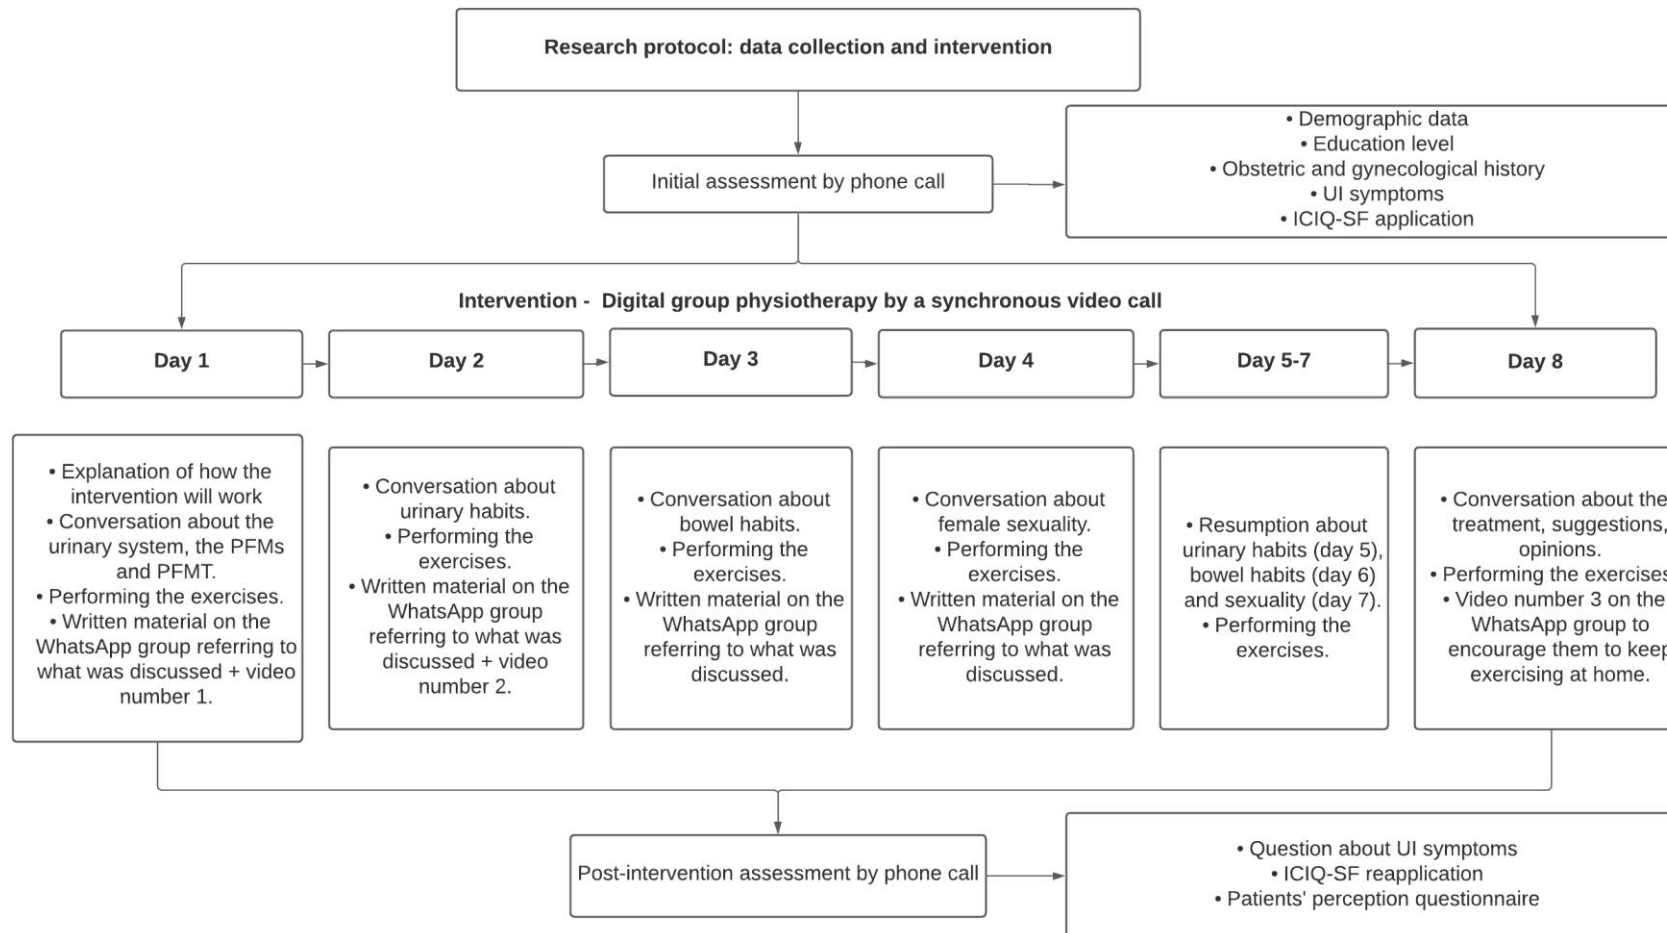 Research protocol: data collection and intervention
Initial assessment by phone call
• Demographic data
• Education level
• Obstetric and gynecological history
• UI symptoms
• ICIQ-SF application
Intervention - Digital group physiotherapy by a synchronous video call
Day 1
Day 2
Day 3
Day 4
Day 5-7
Day 8
• Explanation of how the
intervention will work
• Conversation about the
urinary system, the PFMs
and PFMT.
• Performing the exercises.
• Written material on the
WhatsApp group referring to
what was discussed + video
number 1.
• Conversation about
urinary habits.
• Performing the
exercises.
• Written material on the
WhatsApp group
referring to what was
discussed + video
number 2.
• Conversation about
bowel habits.
• Performing the
exercises.
• Written material on the
WhatsApp group
referring to what was
discussed.
• Conversation about
female sexuality.
• Performing the
exercises.
• Written material on the
WhatsApp group
referring to what was
discussed.
• Resumption about
urinary habits (day 5),
bowel habits (day 6)
and sexuality (day 7).
• Performing the
exercises.
• Conversation about the
treatment, suggestions,
opinions.
• Performing the exercises
• Video number 3 on the
WhatsApp group to
encourage them to keep
exercising at home.
Post-intervention assessment by phone call
• Question about UI symptoms
• ICIQ-SF reapplication
• Patients' perception questionnaire